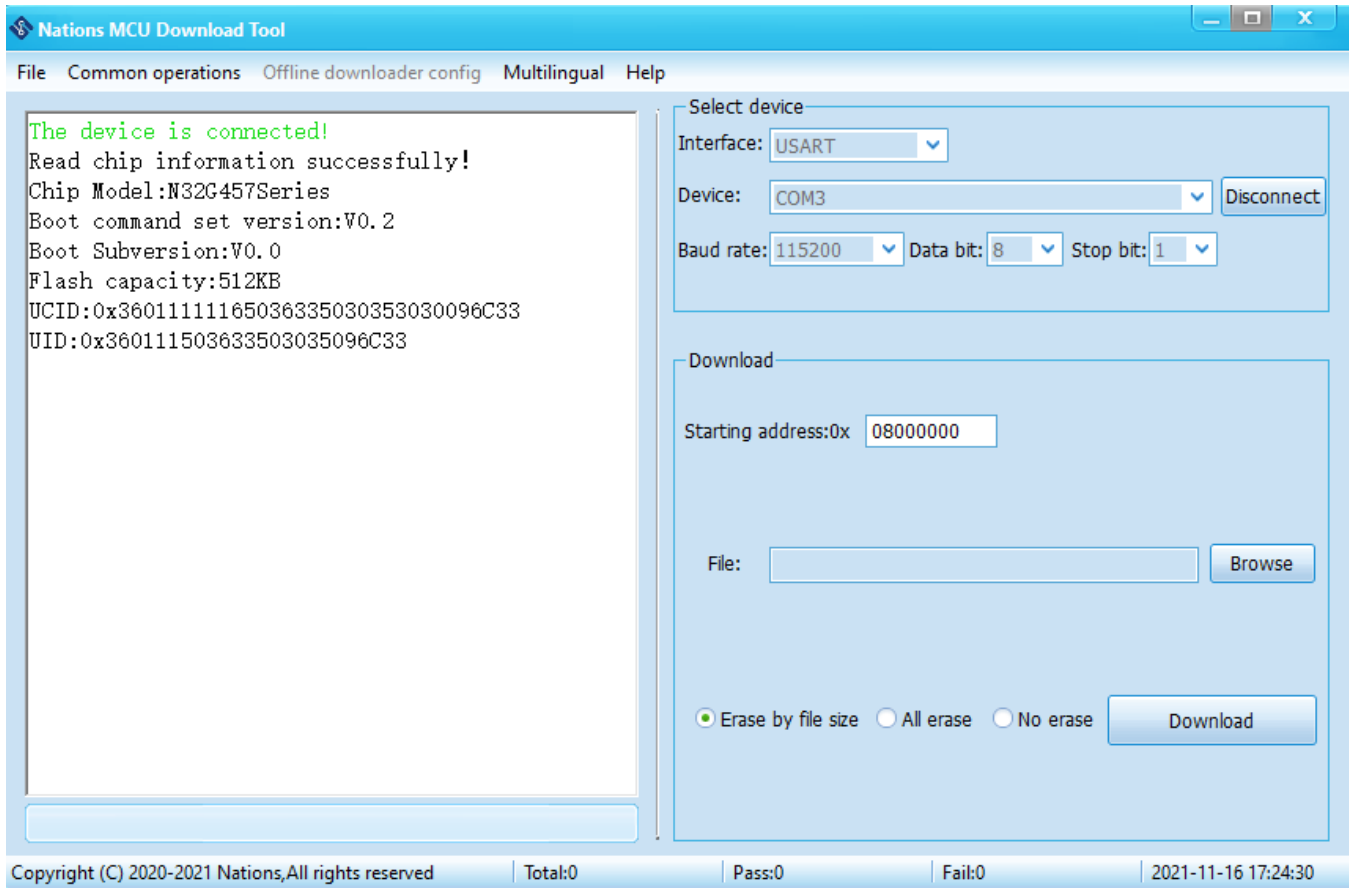 Nations MCU Download Tool
File Common operations Offline downloader config Multilingual Help
The device is connected!
Read chip information successfully!
Chip Model:N32G457Series
Boot command set version:V0.2
Boot Subversion:V0.0
Flash capacity:512KB
UCID:0x36011111165036335030353030096C33
UID:0x360111503633503035096C33
Select device
Interface: USART
Device: COM3 Disconnect
Baud rate: 115200 Data bit: 8 Stop bit: 1
Download
Starting address:0x 08000000
File: Browse
Erase by file size All erase No erase Download
Copyright (C) 2020-2021 Nations,All rights reserved Total:0 Pass:0 Fail:0 2021-11-16 17:24:30